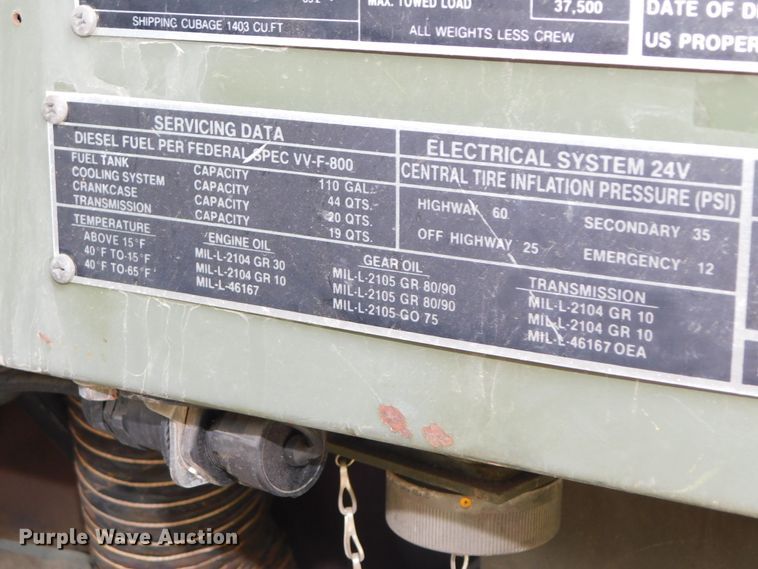 MAX. TOWED LOAD 37,500
SHIPPING CUBAGE 1403 CU.FT
ALL WEIGHTS LESS CREW
DATE OF D
US PROPER
SERVICING DATA
DIESEL FUEL PER FEDERAL SPEC VV-F-800
FUEL TANK CAPACITY 110 GAL.
COOLING SYSTEM CAPACITY 44 QTS.
CRANKCASE CAPACITY 20 QTS.
TRANSMISSION CAPACITY 19 QTS.
ELECTRICAL SYSTEM 24V
CENTRAL TIRE INFLATION PRESSURE (PSI)
HIGHWAY 60 SECONDARY 35
OFF HIGHWAY 25 EMERGENCY 12
TEMPERATURE ENGINE OIL GEAR OIL TRANSMISSION
ABOVE 15°F MIL-L-2104 GR 30 MIL-L-2105 GR 80/90 MIL-L-2104 GR 10
40°F TO-15°F MIL-L-2104 GR 10 MIL-L-2105 GR 80/90 MIL-L-2104 GR 10
40°F TO-65°F MIL-L-46167 MIL-L-2105 GO 75 MIL-L-46167 OEA
Purple Wave Auction